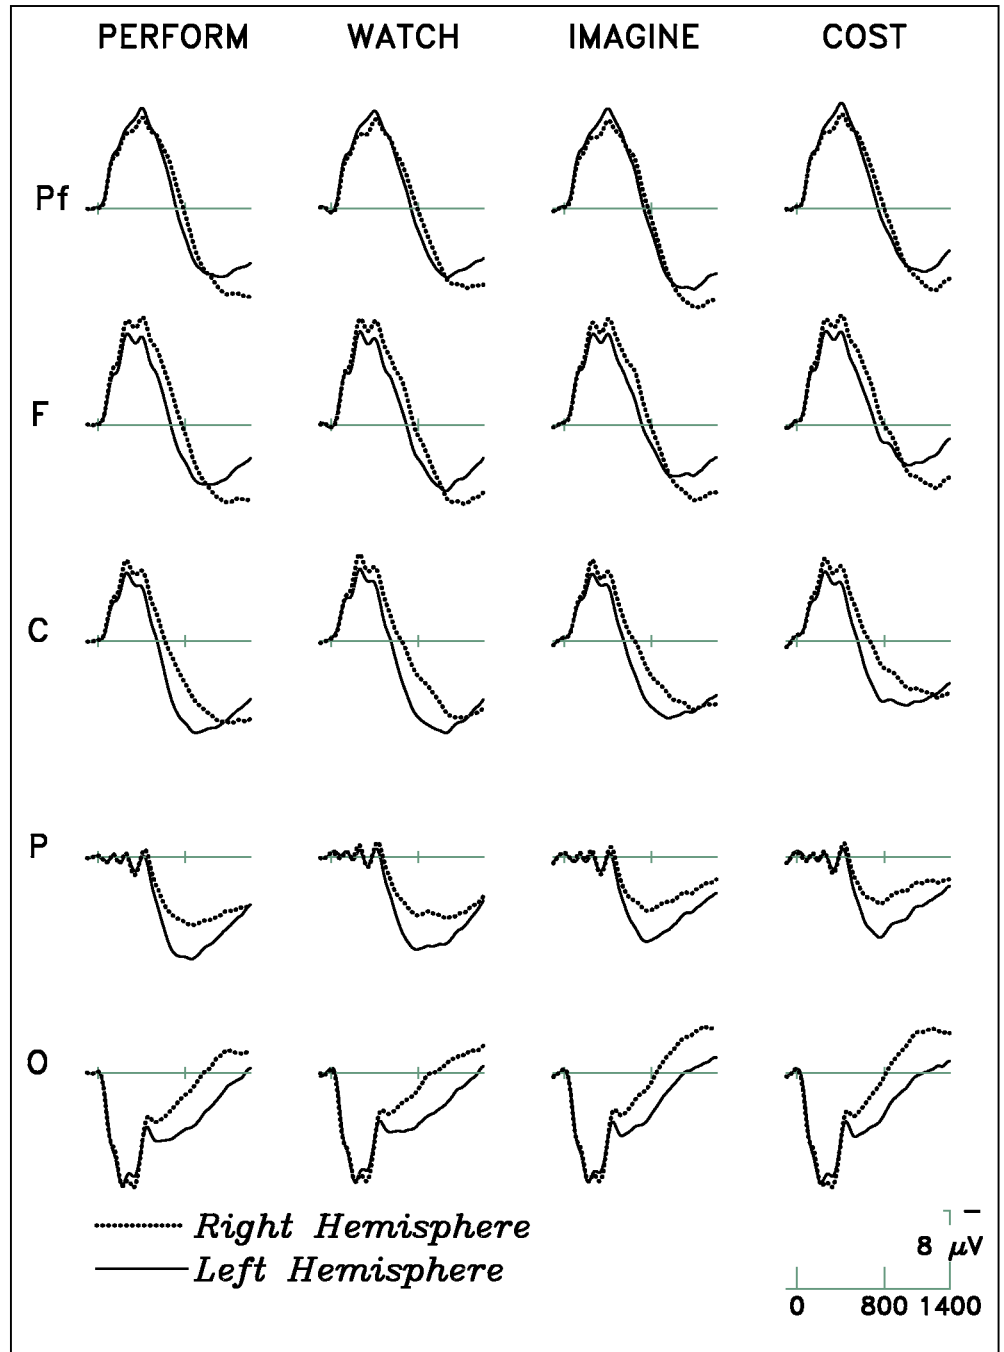 PERFORM WATCH IMAGINE COST
Pf
F
C
P
O
Right Hemisphere
Left Hemisphere
−
8 μV
0 800 1400